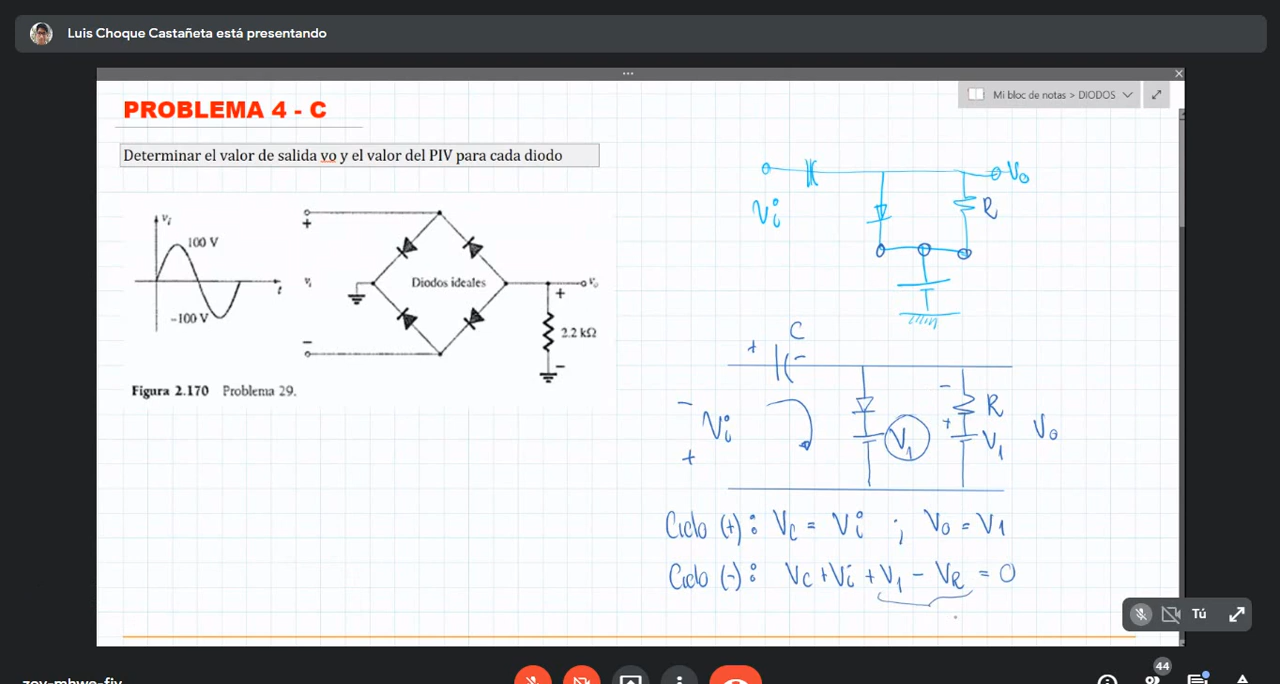 Luis Choque Castañeta está presentando
Mi bloc de notas > DIODOS
PROBLEMA 4 - C
Determinar el valor de salida vo y el valor del PIV para cada diodo
vi
100 V
-100 V
t
+
vi
-
Diodos ideales
vo
+
2.2 kΩ
-
Figura 2.170 Problema 29.
Vi
Vo
R
C
+ -
-
Vi
+
V1
-
R
+
V1
Vo
Ciclo (+): Vc = Vi ; Vo = V1
Ciclo (-): Vc + Vi + V1 - VR = 0
Tú
44